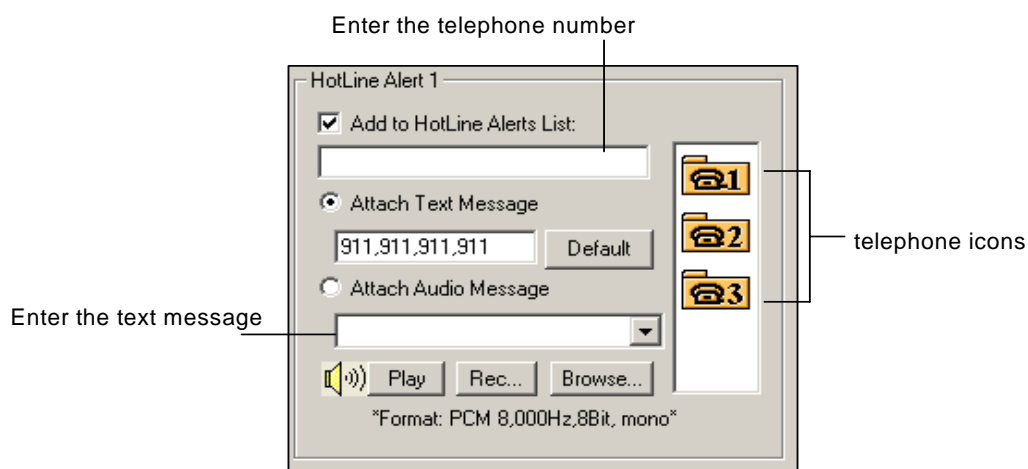 Enter the telephone number
HotLine Alert 1
Add to HotLine Alerts List:
1
Attach Text Message
911,911,911,911
Default
2
telephone icons
Attach Audio Message
3
Enter the text message
Play
Rec...
Browse...
*Format: PCM 8,000Hz,8Bit, mono*